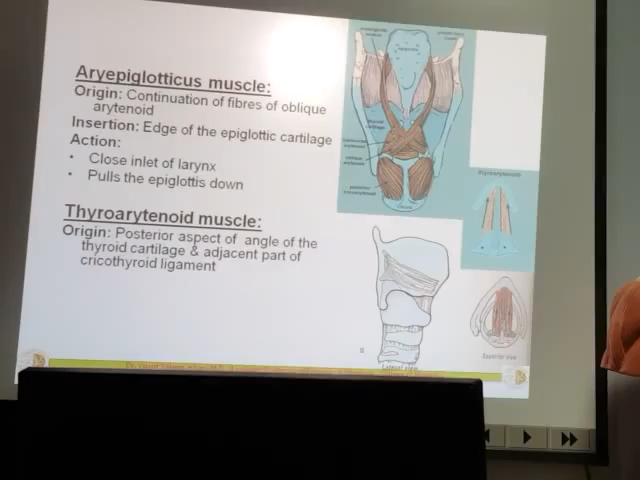 Aryepiglotticus muscle:
Origin: Continuation of fibres of oblique
arytenoid
Insertion: Edge of the epiglottic cartilage
Action:
• Close inlet of larynx
• Pulls the epiglottis down
Thyroarytenoid muscle:
Origin: Posterior aspect of angle of the
thyroid cartilage & adjacent part of
cricothyroid ligament
Thyroarytenoid
Lateral view
Superior view